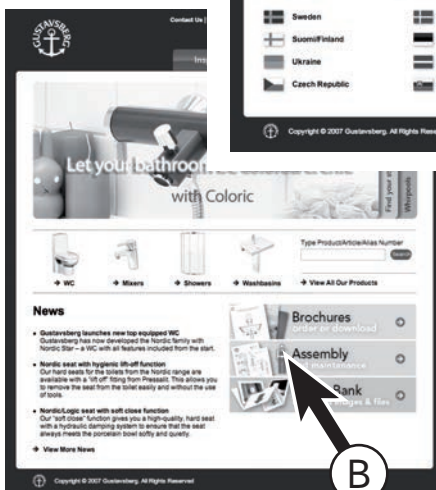 Sweden
Suomi/Finland
Ukraine
Czech Republic
Copyright © 2007 Gustavsberg. All Rights
GUSTAVSBERG
Contact Us |
Let your bathroom
with Coloric
Find your
Whirlpools
Type Product/Article/Alias Number
Search
→ WC
→ Mixers
→ Showers
→ Washbasins
→ View All Our Products
News
• Gustavsberg launches new top equipped WC
Gustavsberg has now developed the Nordic family with
Nordic Star – a WC with all features included from the start.
• Nordic seat with hygienic lift-off function
Our hard seats for the toilets from the Nordic range are
available with a "lift off" fitting from Pressalit. This allows you
to remove the seat from the toilet easily and without the use
of tools.
• Nordic/Logic seat with soft close function
Our "soft close" function gives you a high-quality, hard seat
with a hydraulic damping system to ensure that the seat
always meets the porcelain bowl softly and quietly.
→ View More News
Brochures
order or download
Assembly
maintenance
Bank
images & files
B
Copyright © 2007 Gustavsberg. All Rights Reserved